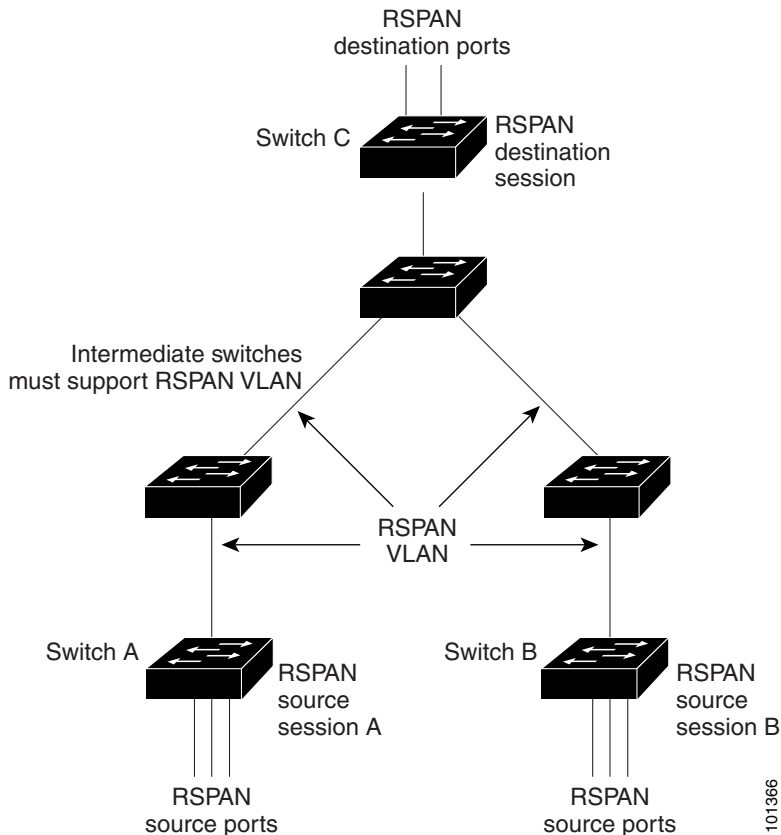 RSPAN
destination ports
Switch C
RSPAN
destination
session
Intermediate switches
must support RSPAN VLAN
RSPAN
VLAN
Switch A
RSPAN
source
session A
Switch B
RSPAN
source
session B
RSPAN
source ports
RSPAN
source ports
101366